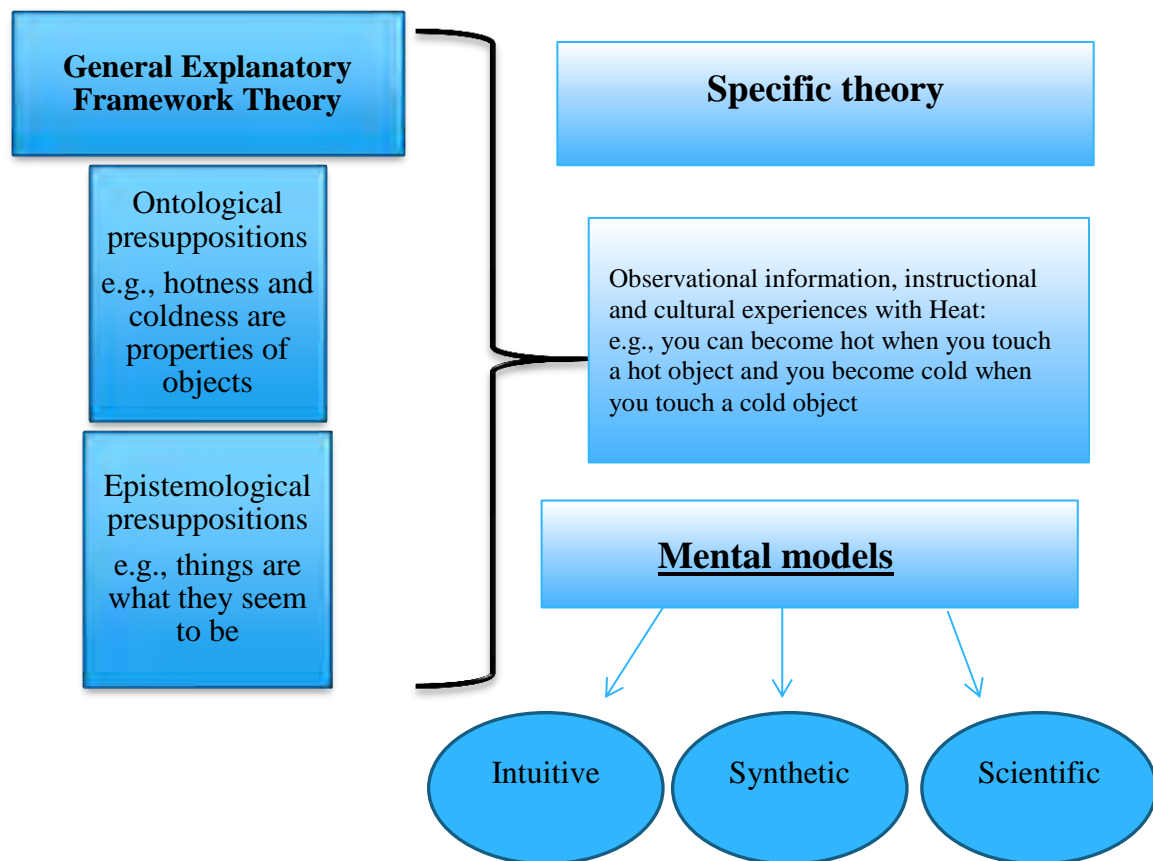 General Explanatory
Framework Theory
Ontological
presuppositions
e.g., hotness and
coldness are
properties of
objects
Epistemological
presuppositions
e.g., things are
what they seem
to be
Specific theory
Observational information, instructional
and cultural experiences with Heat:
e.g., you can become hot when you touch
a hot object and you become cold when
you touch a cold object
Mental models
Intuitive
Synthetic
Scientific